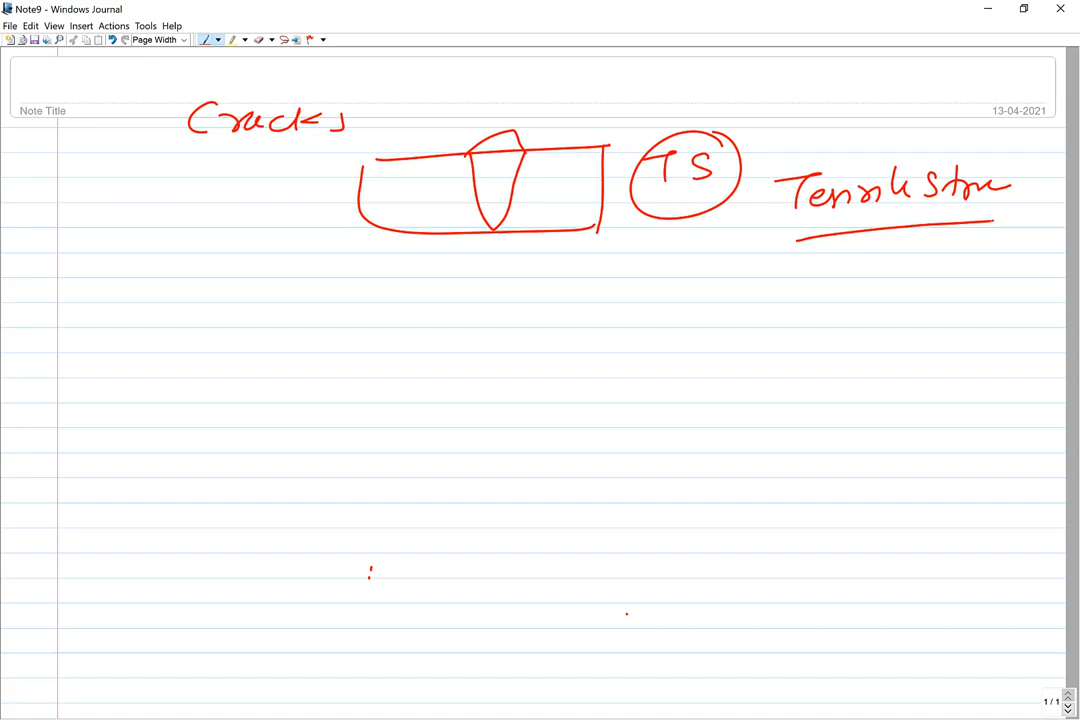 Note9 - Windows Journal
File Edit View Insert Actions Tools Help
Page Width
Note Title
13-04-2021
Cracks
TS
1 / 1